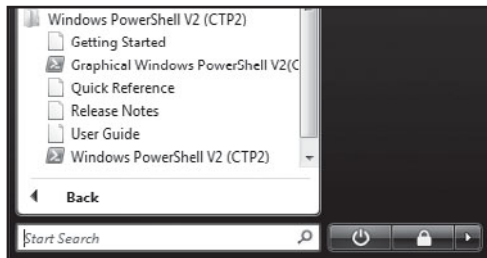 Windows PowerShell V2 (CTP2)
Getting Started
Graphical Windows PowerShell V2(C
Quick Reference
Release Notes
User Guide
Windows PowerShell V2 (CTP2)
Back
Start Search